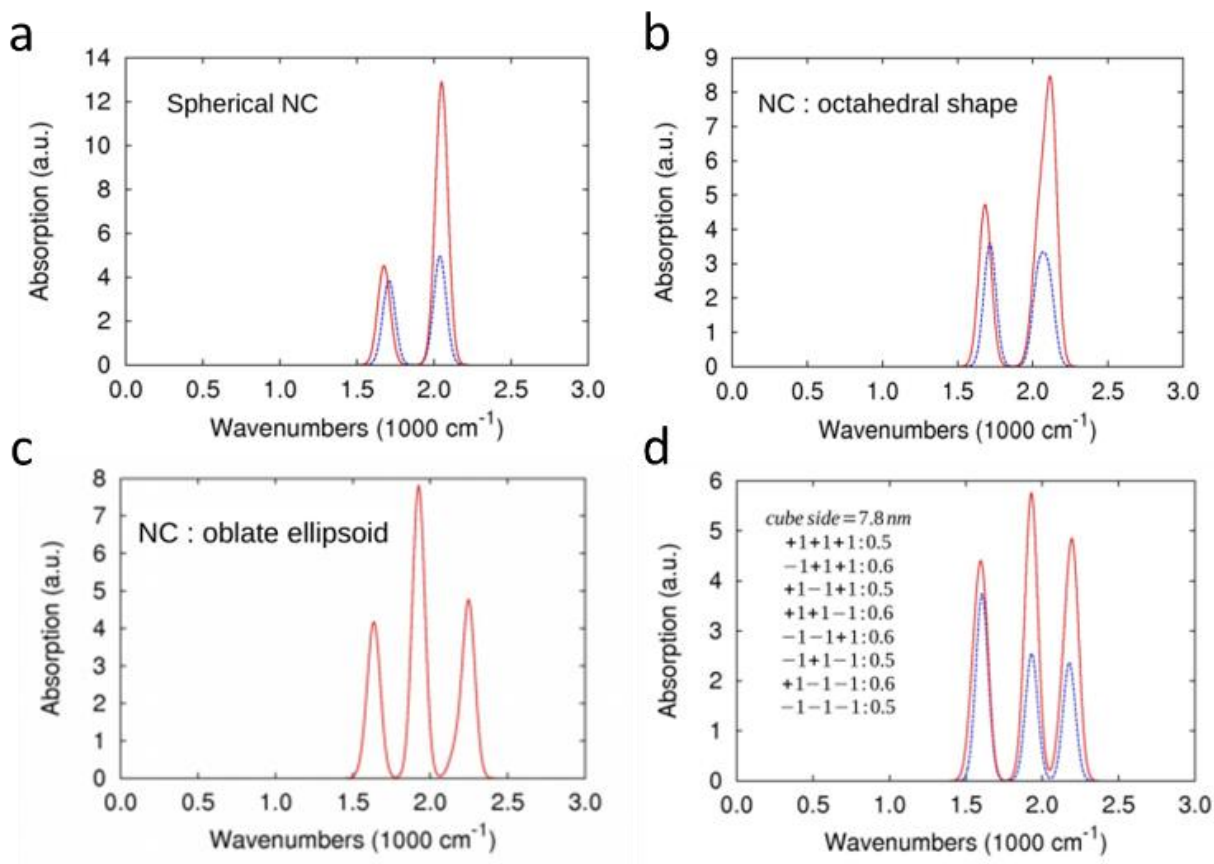 a
14
12
10
8
6
4
2
0
Absorption (a.u.)
Spherical NC
0.0 0.5 1.0 1.5 2.0 2.5 3.0
Wavenumbers (1000 cm⁻¹)
b
9
8
7
6
5
4
3
2
1
0
Absorption (a.u.)
NC : octahedral shape
0.0 0.5 1.0 1.5 2.0 2.5 3.0
Wavenumbers (1000 cm⁻¹)
c
8
7
6
5
4
3
2
1
0
Absorption (a.u.)
NC : oblate ellipsoid
0.0 0.5 1.0 1.5 2.0 2.5 3.0
Wavenumbers (1000 cm⁻¹)
d
6
5
4
3
2
1
0
Absorption (a.u.)
cube side=7.8 nm
+1+1+1:0.5
−1+1+1:0.6
+1−1+1:0.5
+1+1−1:0.6
−1−1+1:0.6
−1+1−1:0.5
+1−1−1:0.6
−1−1−1:0.5
0.0 0.5 1.0 1.5 2.0 2.5 3.0
Wavenumbers (1000 cm⁻¹)